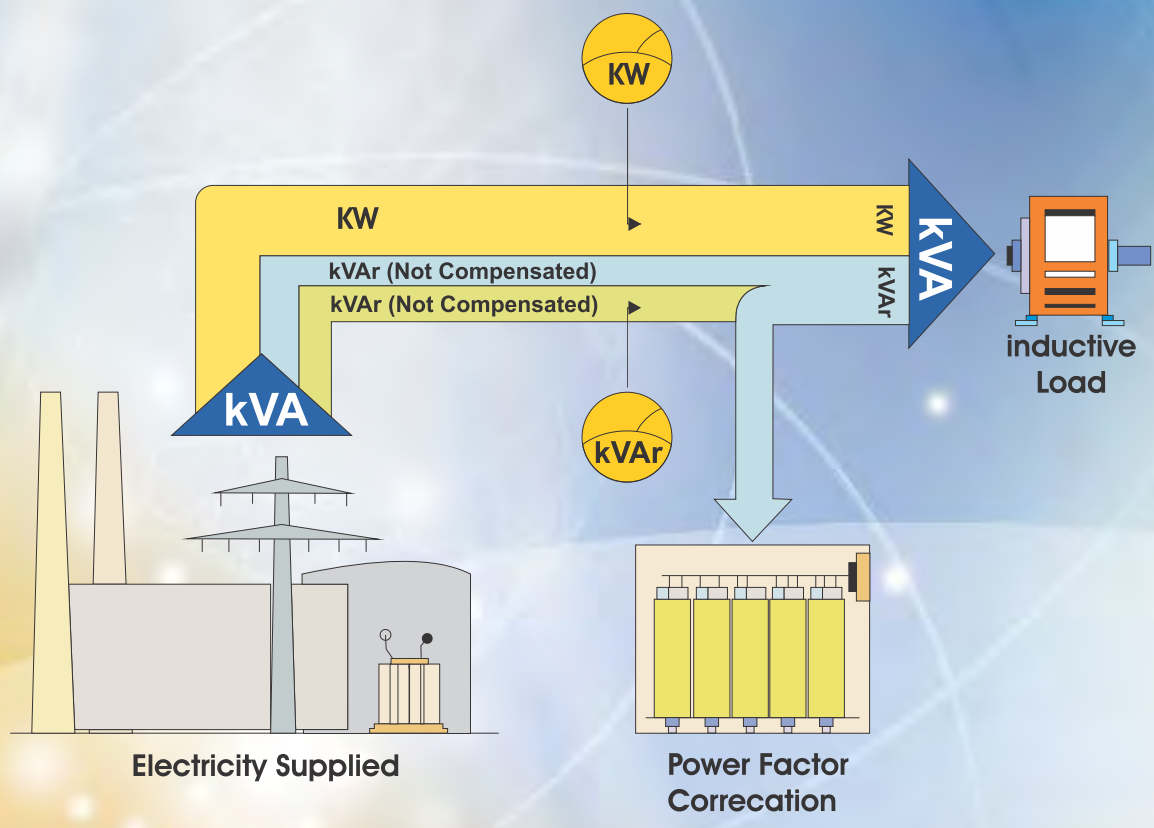 KW
KW
KW
kVA
kVAr (Not Compensated)
kVAr
kVAr (Not Compensated)
inductive
Load
kVA
kVAr
Electricity Supplied
Power Factor
Correcation